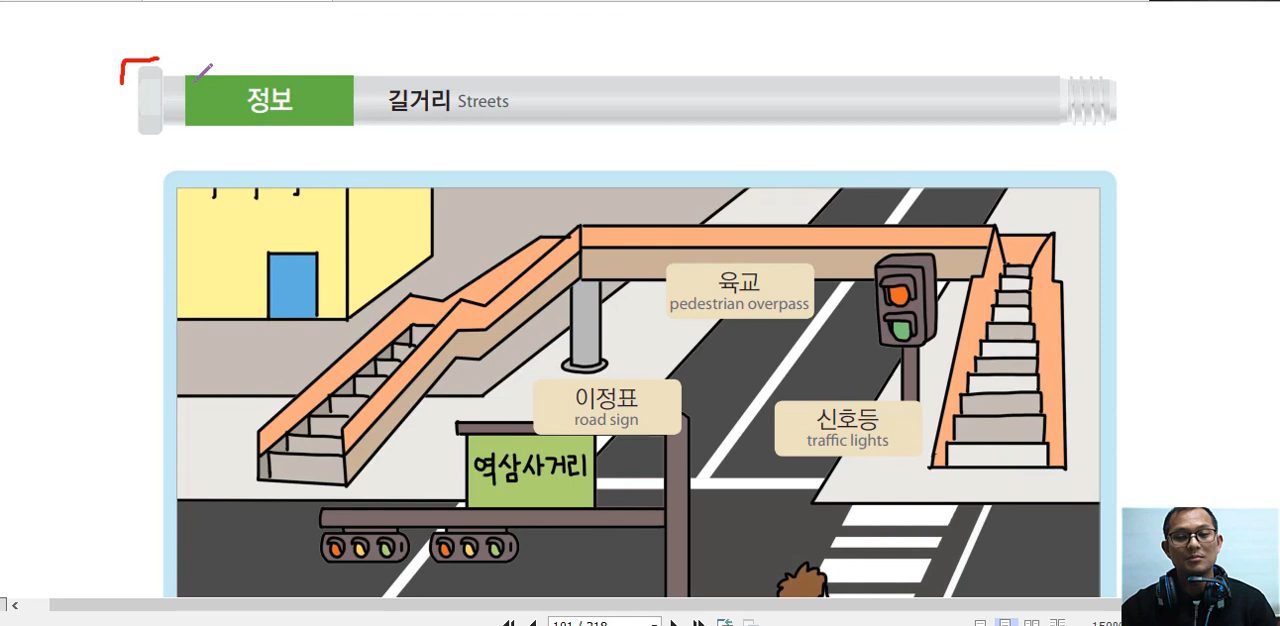 정보
길거리 Streets
육교
pedestrian overpass
이정표
road sign
신호등
traffic lights
역삼사거리